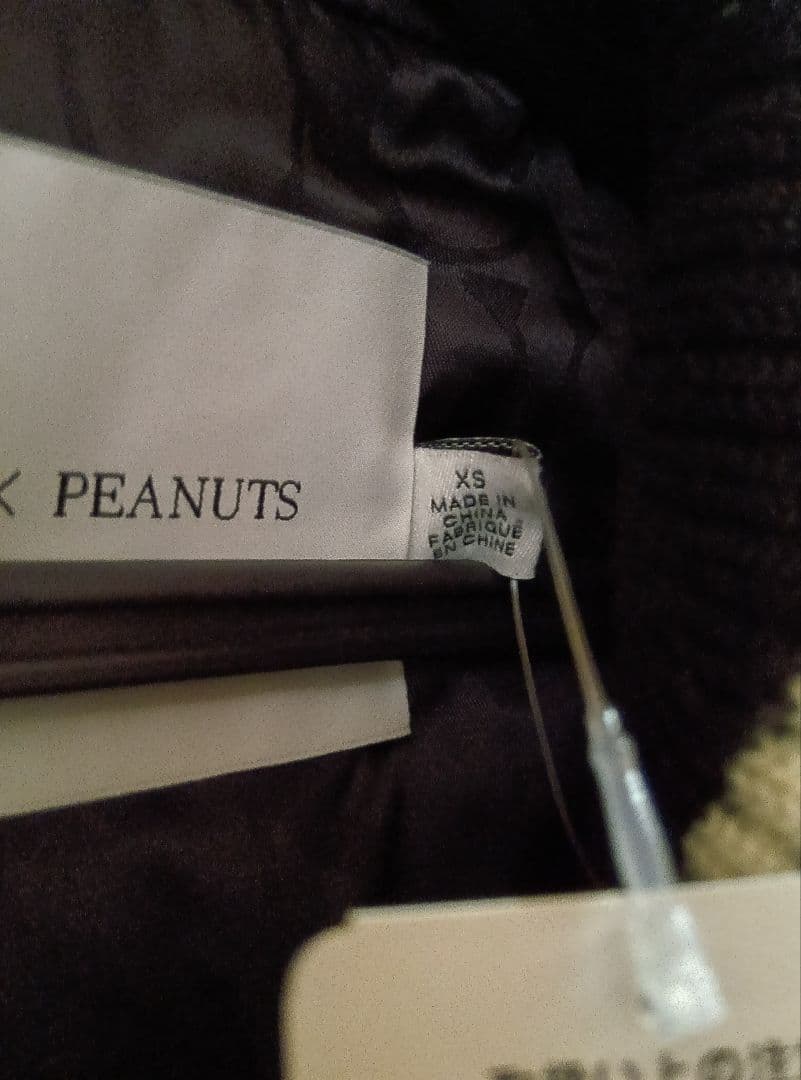 × PEANUTS
XS
MADE IN
CHINA
FABRIQUE
EN CHINE